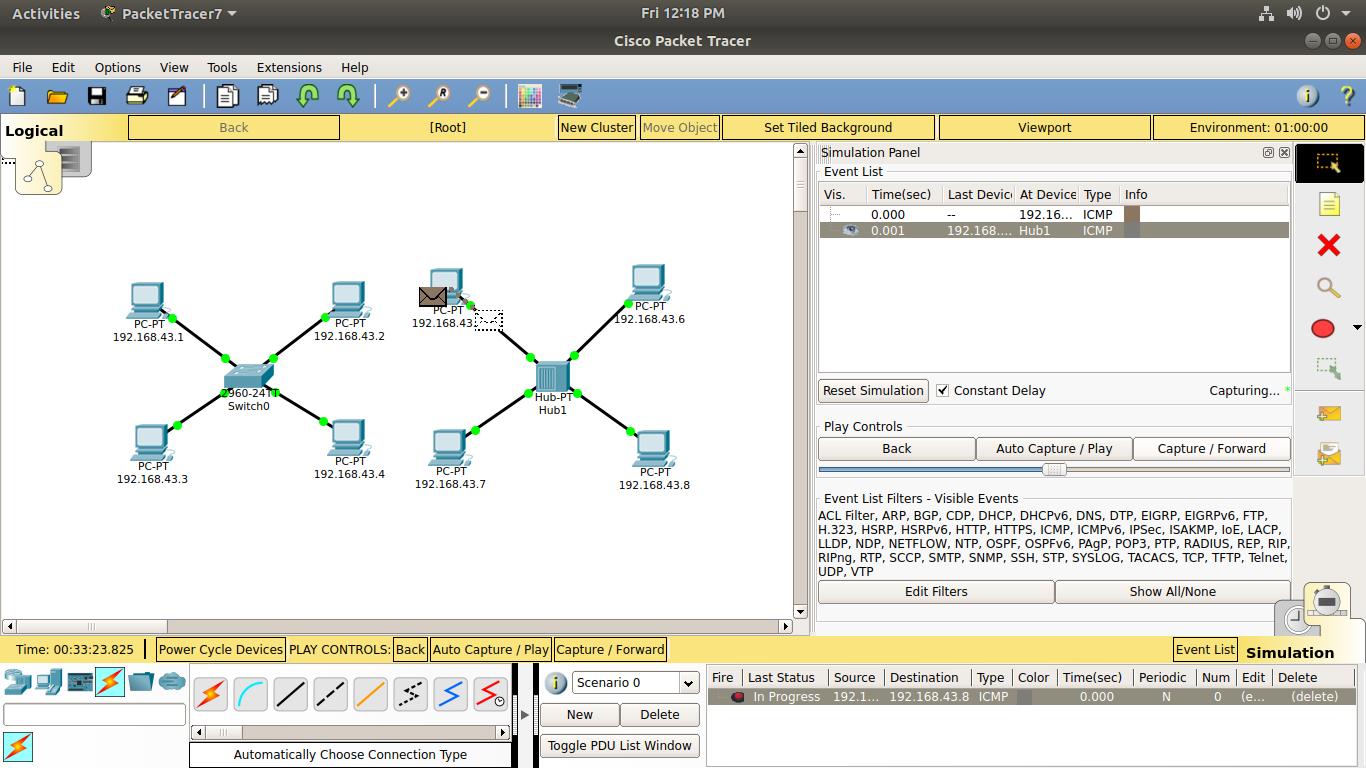 Activities PacketTracer7 Fri 12:18 PM
Cisco Packet Tracer
File Edit Options View Tools Extensions Help
Logical Back [Root] New Cluster Move Object Set Tiled Background Viewport Environment: 01:00:00
Simulation Panel
Event List
Vis. Time(sec) Last Devic At Device Type Info
0.000 -- 192.16... ICMP
0.001 192.168.... Hub1 ICMP
Reset Simulation Constant Delay Capturing... *
Play Controls
Back Auto Capture / Play Capture / Forward
Event List Filters - Visible Events
ACL Filter, ARP, BGP, CDP, DHCP, DHCPv6, DNS, DTP, EIGRP, EIGRPv6, FTP,
H.323, HSRP, HSRPv6, HTTP, HTTPS, ICMP, ICMPv6, IPSec, ISAKMP, IoE, LACP,
LLDP, NDP, NETFLOW, NTP, OSPF, OSPFv6, PAgP, POP3, PTP, RADIUS, REP, RIP,
RIPng, RTP, SCCP, SMTP, SNMP, SSH, STP, SYSLOG, TACACS, TCP, TFTP, Telnet,
UDP, VTP
Edit Filters Show All/None
PC-PT
192.168.43.1
PC-PT
192.168.43.2
PC-PT
192.168.43.
PC-PT
192.168.43.6
2960-24TT
Switch0
Hub-PT
Hub1
PC-PT
192.168.43.3
PC-PT
192.168.43.4
PC-PT
192.168.43.7
PC-PT
192.168.43.8
Time: 00:33:23.825 Power Cycle Devices PLAY CONTROLS: Back Auto Capture / Play Capture / Forward Event List Simulation
Scenario 0
New Delete
Toggle PDU List Window
Automatically Choose Connection Type
Fire Last Status Source Destination Type Color Time(sec) Periodic Num Edit Delete
In Progress 192.1... 192.168.43.8 ICMP 0.000 N 0 (e... (delete)